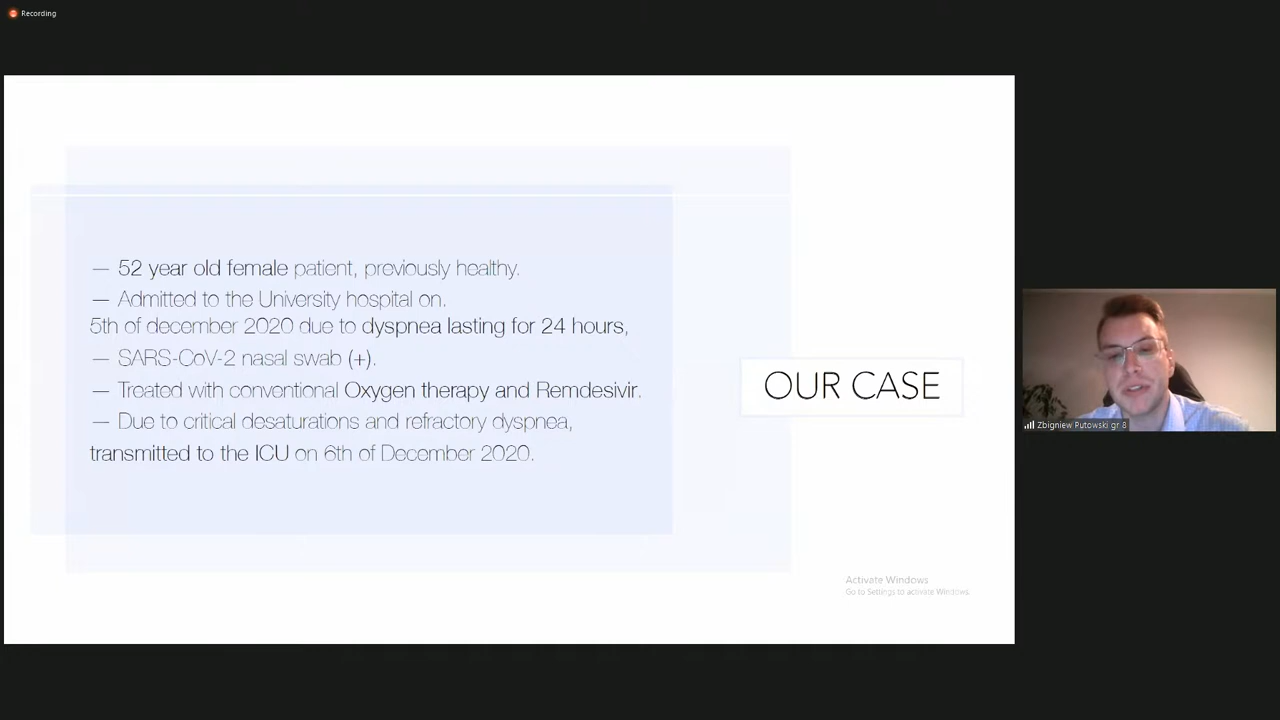 Recording
— 52 year old female patient, previously healthy.
— Admitted to the University hospital on.
5th of december 2020 due to dyspnea lasting for 24 hours,
— SARS-CoV-2 nasal swab (+).
— Treated with conventional Oxygen therapy and Remdesivir.
— Due to critical desaturations and refractory dyspnea,
transmitted to the ICU on 6th of December 2020.
OUR CASE
Zbigniew Putowski gr 8
Activate Windows
Go to Settings to activate Windows.